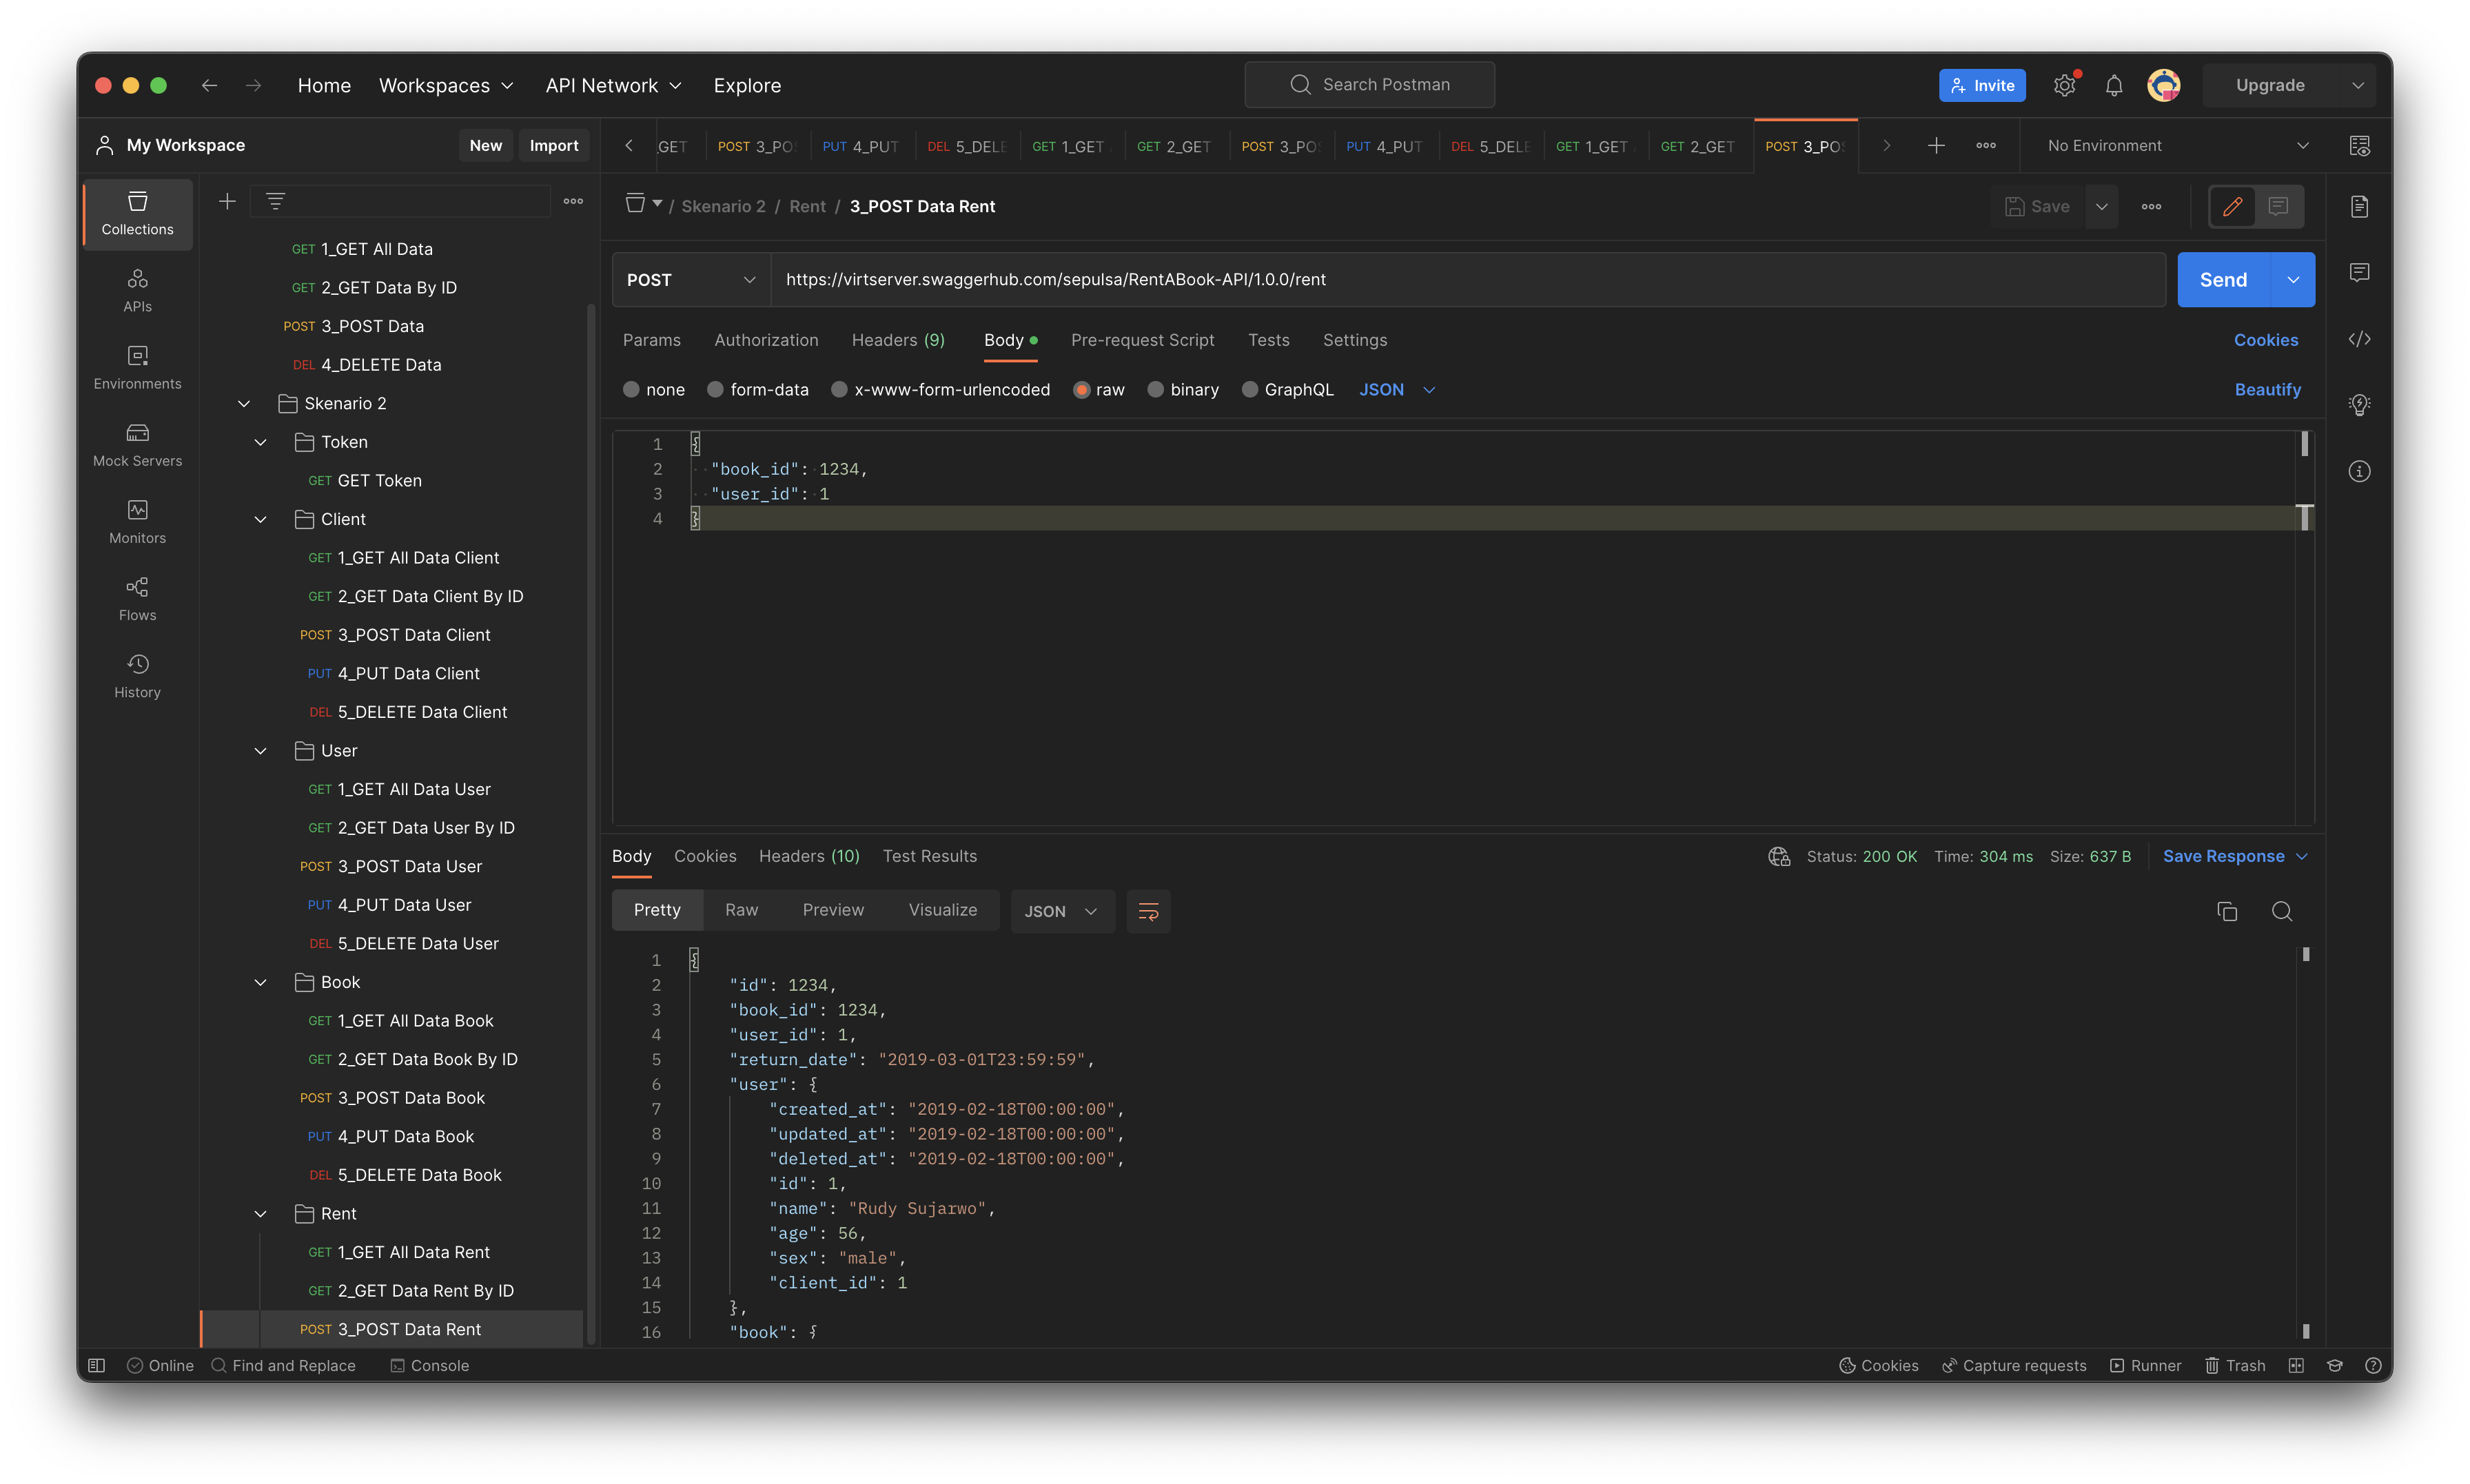 Home Workspaces API Network Explore
Search Postman
Invite
Upgrade
My Workspace
New Import
GET POST 3_PO PUT 4_PUT DEL 5_DELE GET 1_GET GET 2_GET POST 3_PO PUT 4_PUT DEL 5_DELE GET 1_GET GET 2_GET POST 3_PO
No Environment
Collections
APIs
Environments
Mock Servers
Monitors
Flows
History
GET 1_GET All Data
GET 2_GET Data By ID
POST 3_POST Data
DEL 4_DELETE Data
Skenario 2
Token
GET GET Token
Client
GET 1_GET All Data Client
GET 2_GET Data Client By ID
POST 3_POST Data Client
PUT 4_PUT Data Client
DEL 5_DELETE Data Client
User
GET 1_GET All Data User
GET 2_GET Data User By ID
POST 3_POST Data User
PUT 4_PUT Data User
DEL 5_DELETE Data User
Book
GET 1_GET All Data Book
GET 2_GET Data Book By ID
POST 3_POST Data Book
PUT 4_PUT Data Book
DEL 5_DELETE Data Book
Rent
GET 1_GET All Data Rent
GET 2_GET Data Rent By ID
POST 3_POST Data Rent
/ Skenario 2 / Rent / 3_POST Data Rent
Save
POST https://virtserver.swaggerhub.com/sepulsa/RentABook-API/1.0.0/rent
Send
Params Authorization Headers (9) Body Pre-request Script Tests Settings
Cookies
none form-data x-www-form-urlencoded raw binary GraphQL JSON
Beautify
1 {
2 "book_id": 1234,
3 "user_id": 1
4 }
Body Cookies Headers (10) Test Results
Status: 200 OK Time: 304 ms Size: 637 B Save Response
Pretty Raw Preview Visualize JSON
1 {
2 "id": 1234,
3 "book_id": 1234,
4 "user_id": 1,
5 "return_date": "2019-03-01T23:59:59",
6 "user": {
7 "created_at": "2019-02-18T00:00:00",
8 "updated_at": "2019-02-18T00:00:00",
9 "deleted_at": "2019-02-18T00:00:00",
10 "id": 1,
11 "name": "Rudy Sujarwo",
12 "age": 56,
13 "sex": "male",
14 "client_id": 1
15 },
16 "book": {
Online Find and Replace Console
Cookies Capture requests Runner Trash